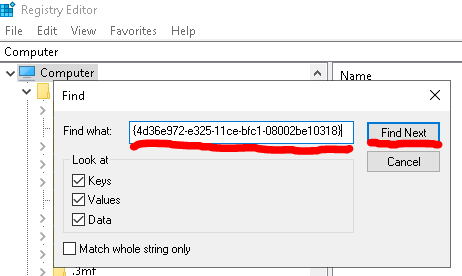 Registry Editor
File Edit View Favorites Help
Computer
Computer Name
Find
Find what: {4d36e972-e325-11ce-bfc1-08002be10318} Find Next
Cancel
Look at
Keys
Values
Data
Match whole string only
.3mf